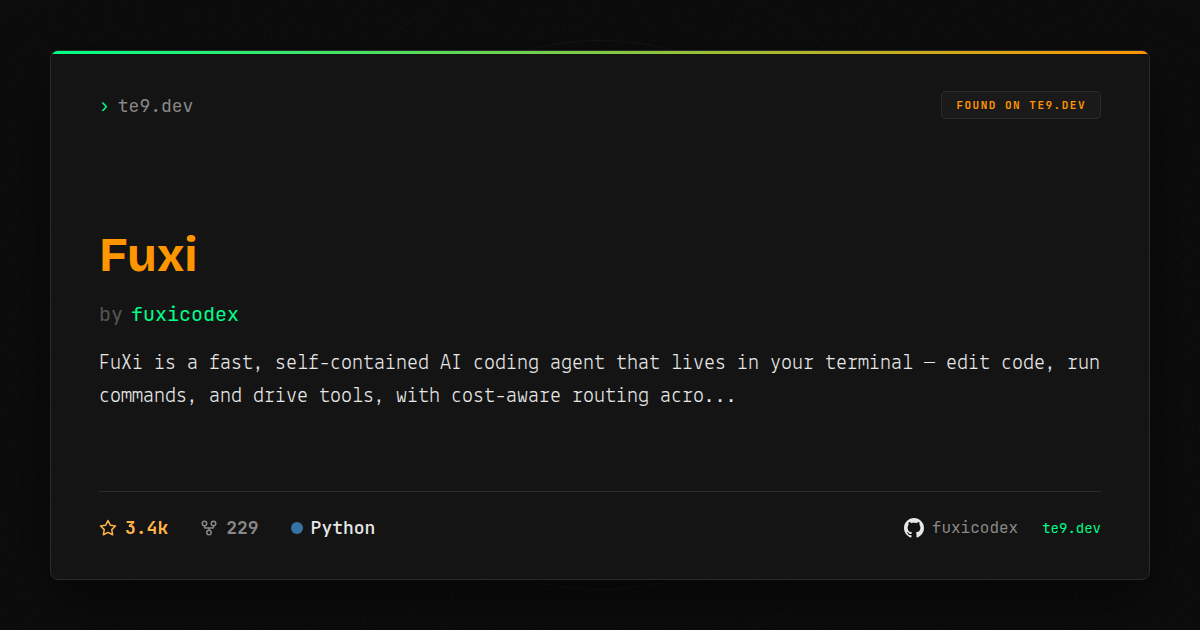 › te9.dev
FOUND ON TE9.DEV
Fuxi
by fuxicodex
FuXi is a fast, self-contained AI coding agent that lives in your terminal — edit code, run
commands, and drive tools, with cost-aware routing acro...
3.4k 229 Python
fuxicodex te9.dev